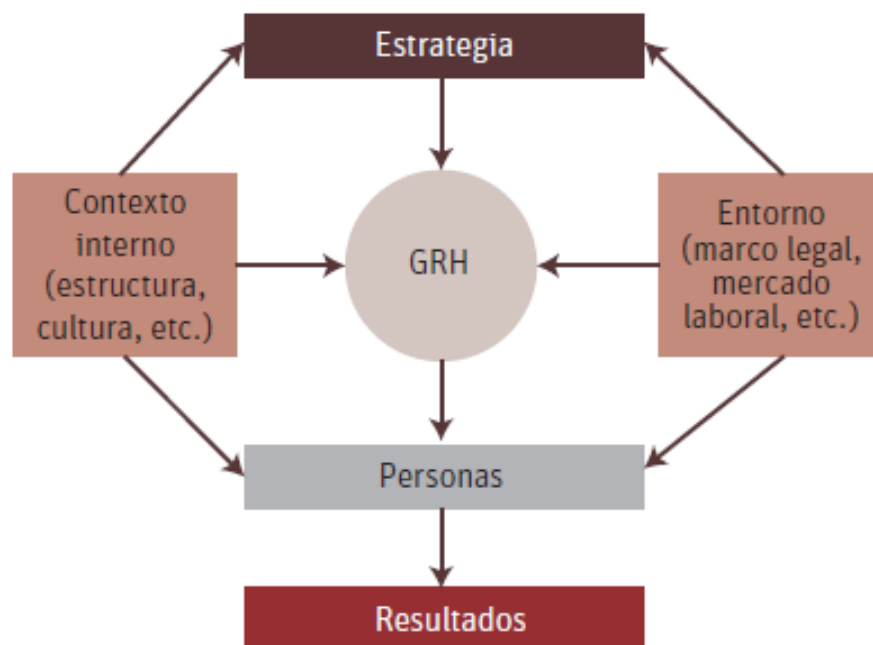 Estrategia
Contexto
interno
(estructura,
cultura, etc.)
GRH
Entorno
(marco legal,
mercado
laboral, etc.)
Personas
Resultados